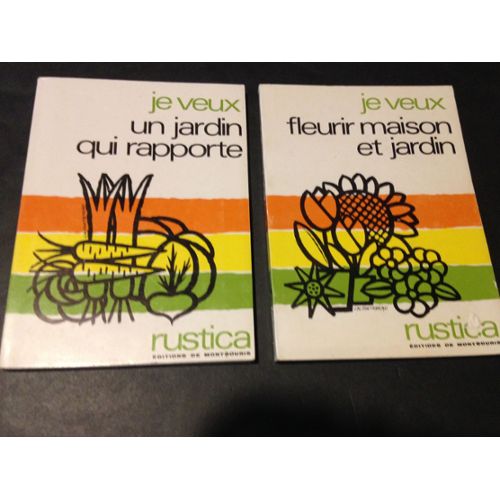 je veux
un jardin
qui rapporte
rustica
EDITIONS DE MONTSOURIS
je veux
fleurir maison
et jardin
rustica
EDITIONS DE MONTSOURIS